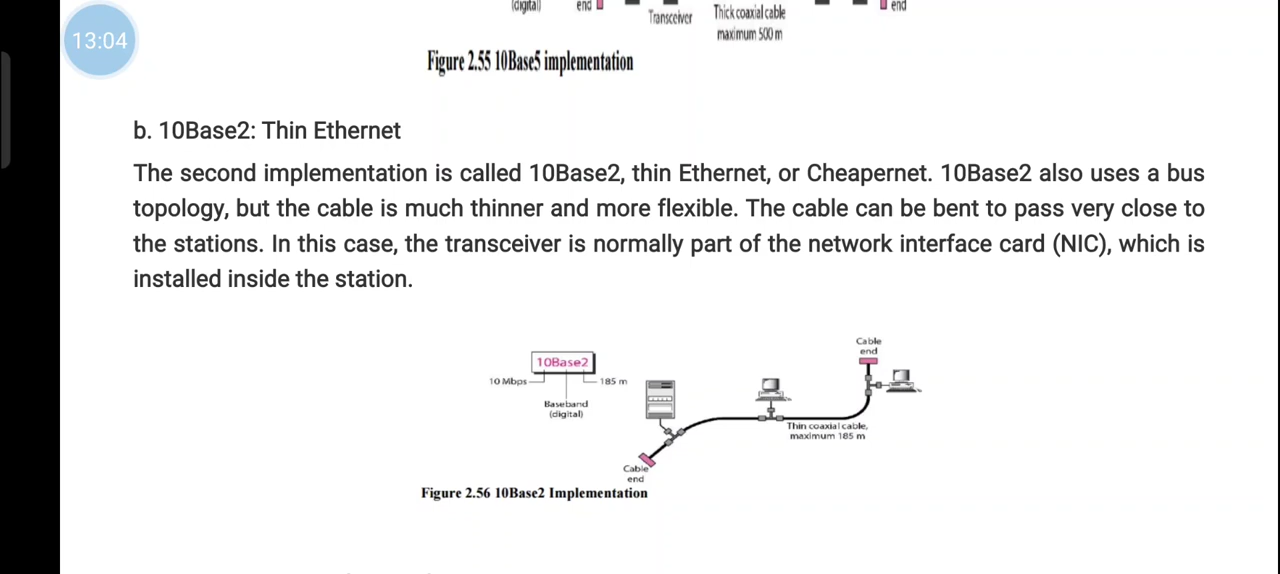 (digital)
end
end
Transceiver
Thick coaxial cable
maximum 500 m
13:04
Figure 2.55 10Base5 implementation
b. 10Base2: Thin Ethernet
The second implementation is called 10Base2, thin Ethernet, or Cheapernet. 10Base2 also uses a bus
topology, but the cable is much thinner and more flexible. The cable can be bent to pass very close to
the stations. In this case, the transceiver is normally part of the network interface card (NIC), which is
installed inside the station.
Cable
end
10Base2
10 Mbps
185 m
Baseband
(digital)
Thin coaxial cable,
maximum 185 m
Cable
end
Figure 2.56 10Base2 Implementation